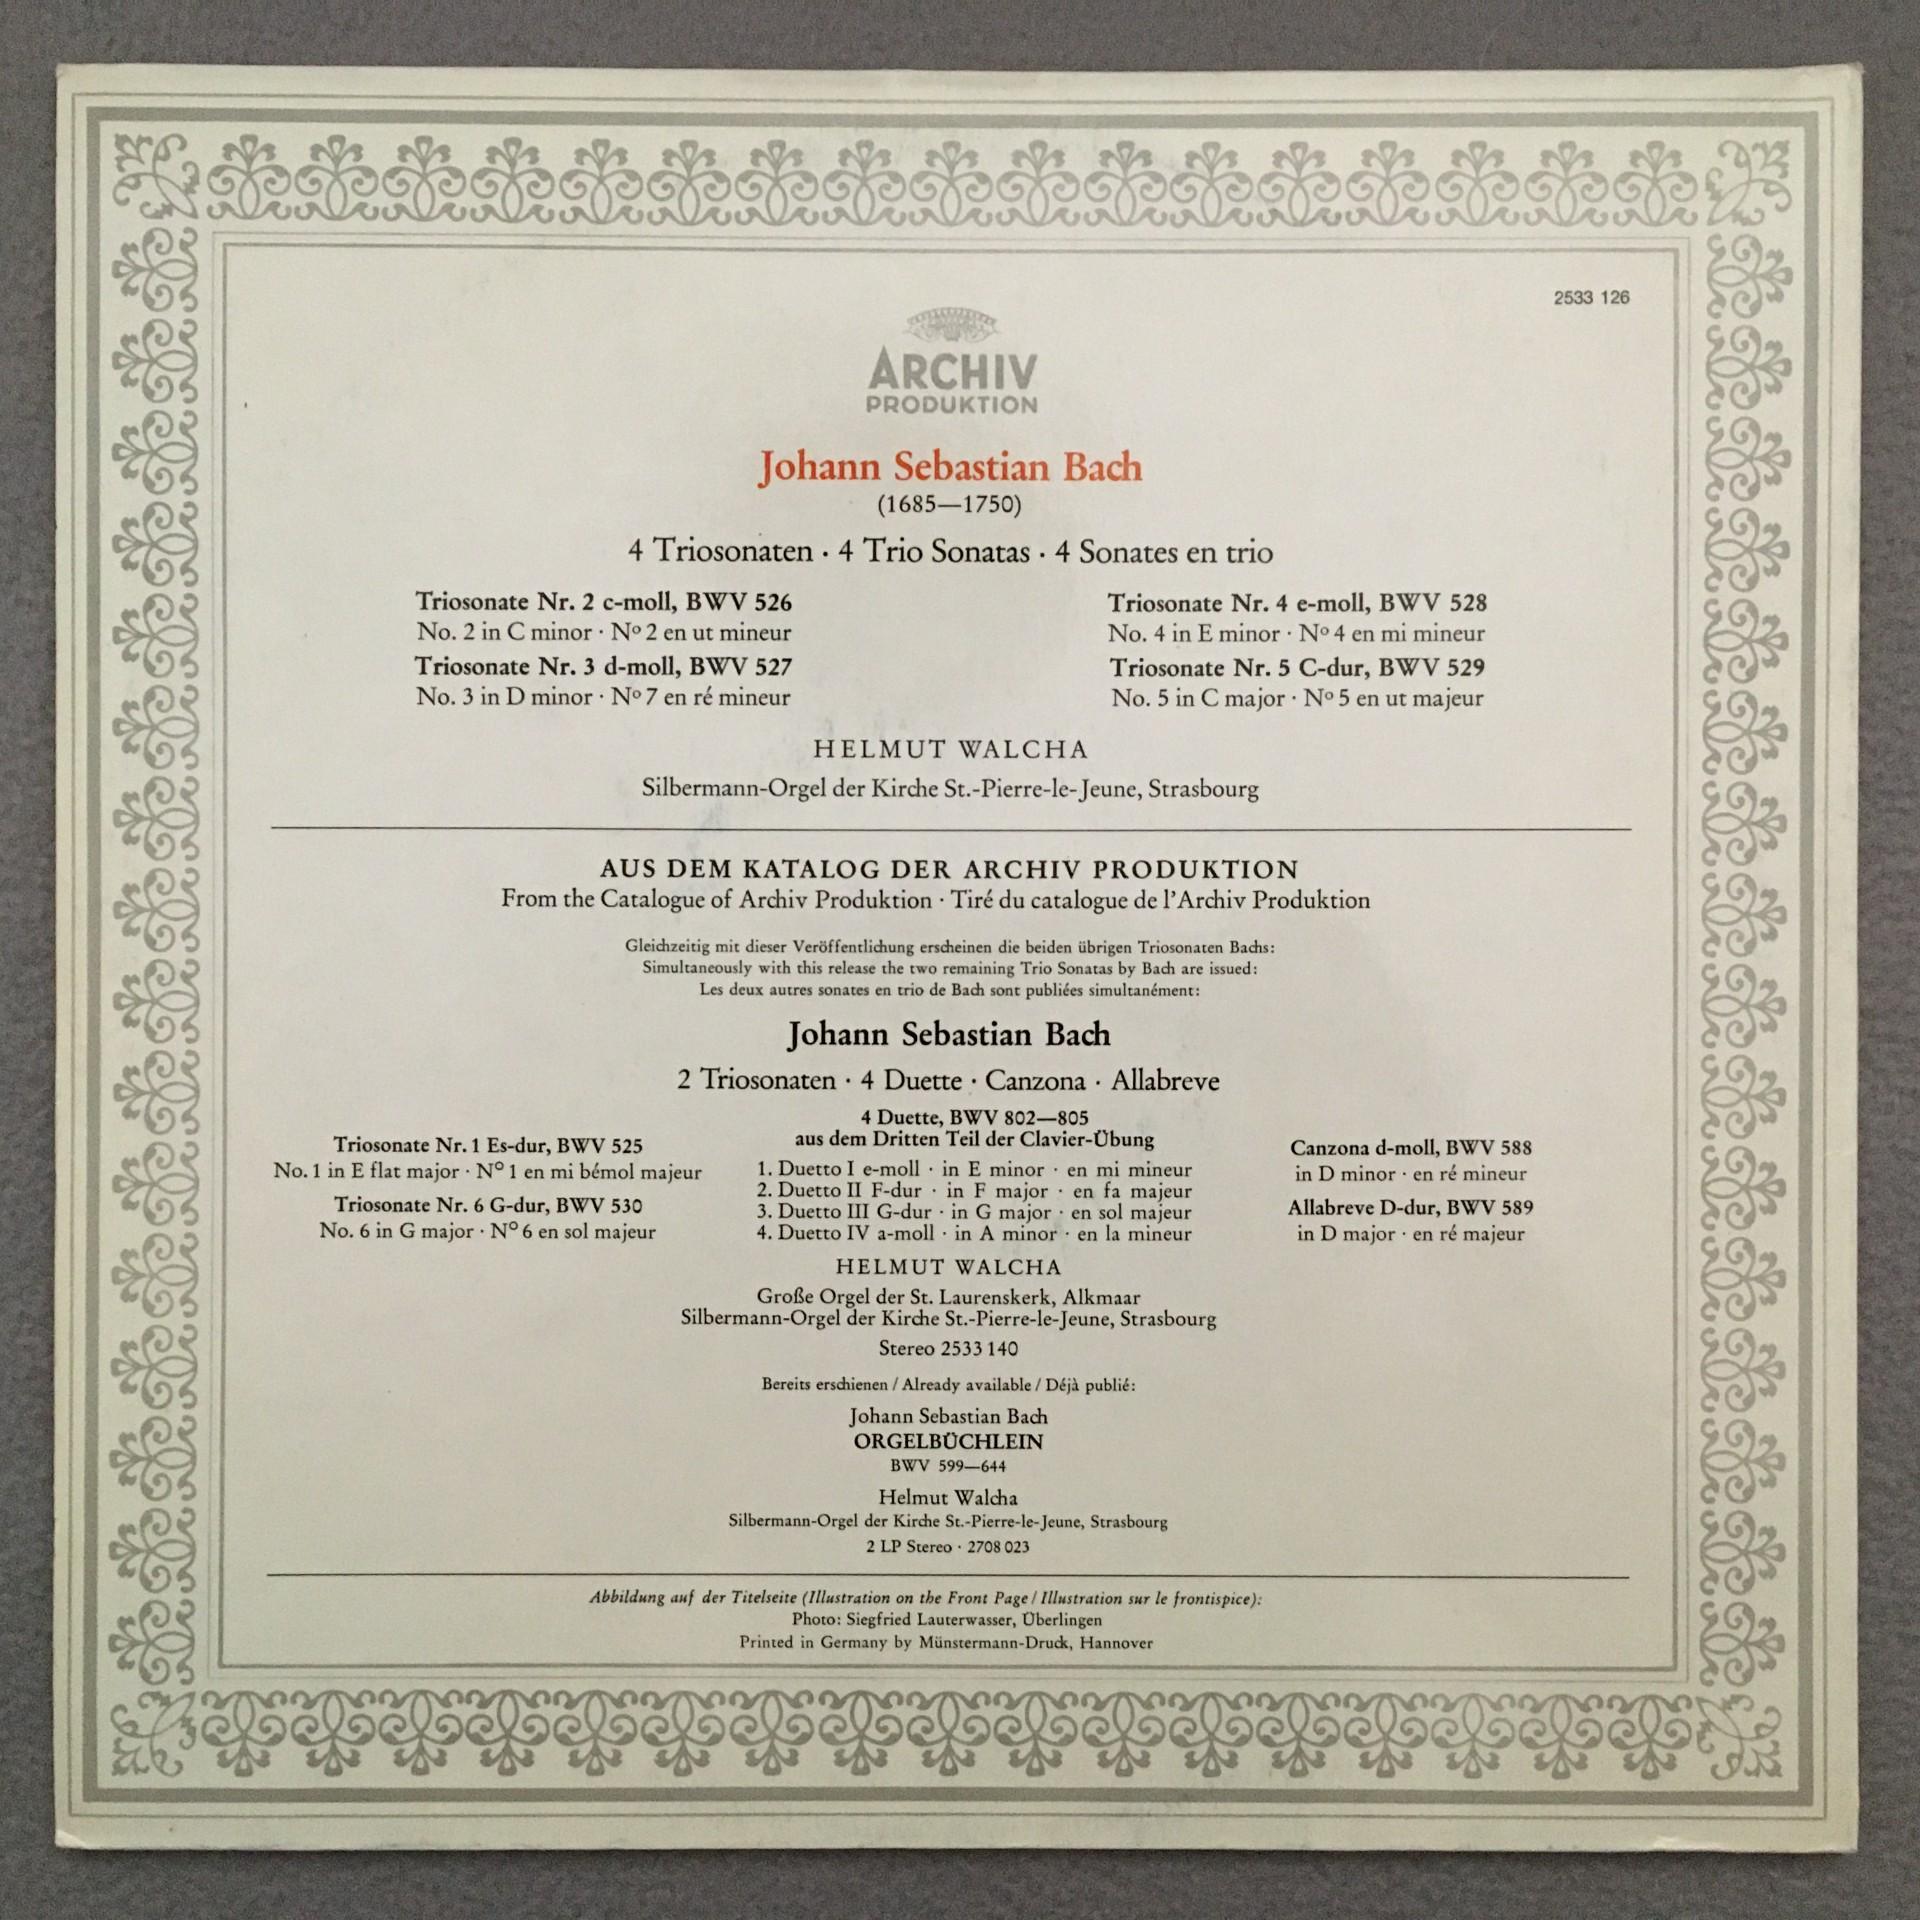 2533 126
ARCHIV
PRODUKTION
Johann Sebastian Bach
(1685—1750)
4 Triosonaten · 4 Trio Sonatas · 4 Sonates en trio
Triosonate Nr. 2 c-moll, BWV 526
No. 2 in C minor · Nº 2 en ut mineur
Triosonate Nr. 3 d-moll, BWV 527
No. 3 in D minor · Nº 7 en ré mineur
Triosonate Nr. 4 e-moll, BWV 528
No. 4 in E minor · Nº 4 en mi mineur
Triosonate Nr. 5 C-dur, BWV 529
No. 5 in C major · Nº 5 en ut majeur
HELMUT WALCHA
Silbermann-Orgel der Kirche St.-Pierre-le-Jeune, Strasbourg
AUS DEM KATALOG DER ARCHIV PRODUKTION
From the Catalogue of Archiv Produktion · Tiré du catalogue de l'Archiv Produktion
Gleichzeitig mit dieser Veröffentlichung erscheinen die beiden übrigen Triosonaten Bachs:
Simultaneously with this release the two remaining Trio Sonatas by Bach are issued:
Les deux autres sonates en trio de Bach sont publiées simultanément:
Johann Sebastian Bach
2 Triosonaten · 4 Duette · Canzona · Allabreve
Triosonate Nr. 1 Es-dur, BWV 525
No. 1 in E flat major · Nº 1 en mi bémol majeur
Triosonate Nr. 6 G-dur, BWV 530
No. 6 in G major · Nº 6 en sol majeur
4 Duette, BWV 802—805
aus dem Dritten Teil der Clavier-Übung
1. Duetto I e-moll · in E minor · en mi mineur
2. Duetto II F-dur · in F major · en fa majeur
3. Duetto III G-dur · in G major · en sol majeur
4. Duetto IV a-moll · in A minor · en la mineur
Canzona d-moll, BWV 588
in D minor · en ré mineur
Allabreve D-dur, BWV 589
in D major · en ré majeur
HELMUT WALCHA
Große Orgel der St. Laurenskerk, Alkmaar
Silbermann-Orgel der Kirche St.-Pierre-le-Jeune, Strasbourg
Stereo 2533 140
Bereits erschienen / Already available / Déjà publié:
Johann Sebastian Bach
ORGELBÜCHLEIN
BWV 599—644
Helmut Walcha
Silbermann-Orgel der Kirche St.-Pierre-le-Jeune, Strasbourg
2 LP Stereo · 2708 023
Abbildung auf der Titelseite (Illustration on the Front Page / Illustration sur le frontispice):
Photo: Siegfried Lauterwasser, Überlingen
Printed in Germany by Münstermann-Druck, Hannover